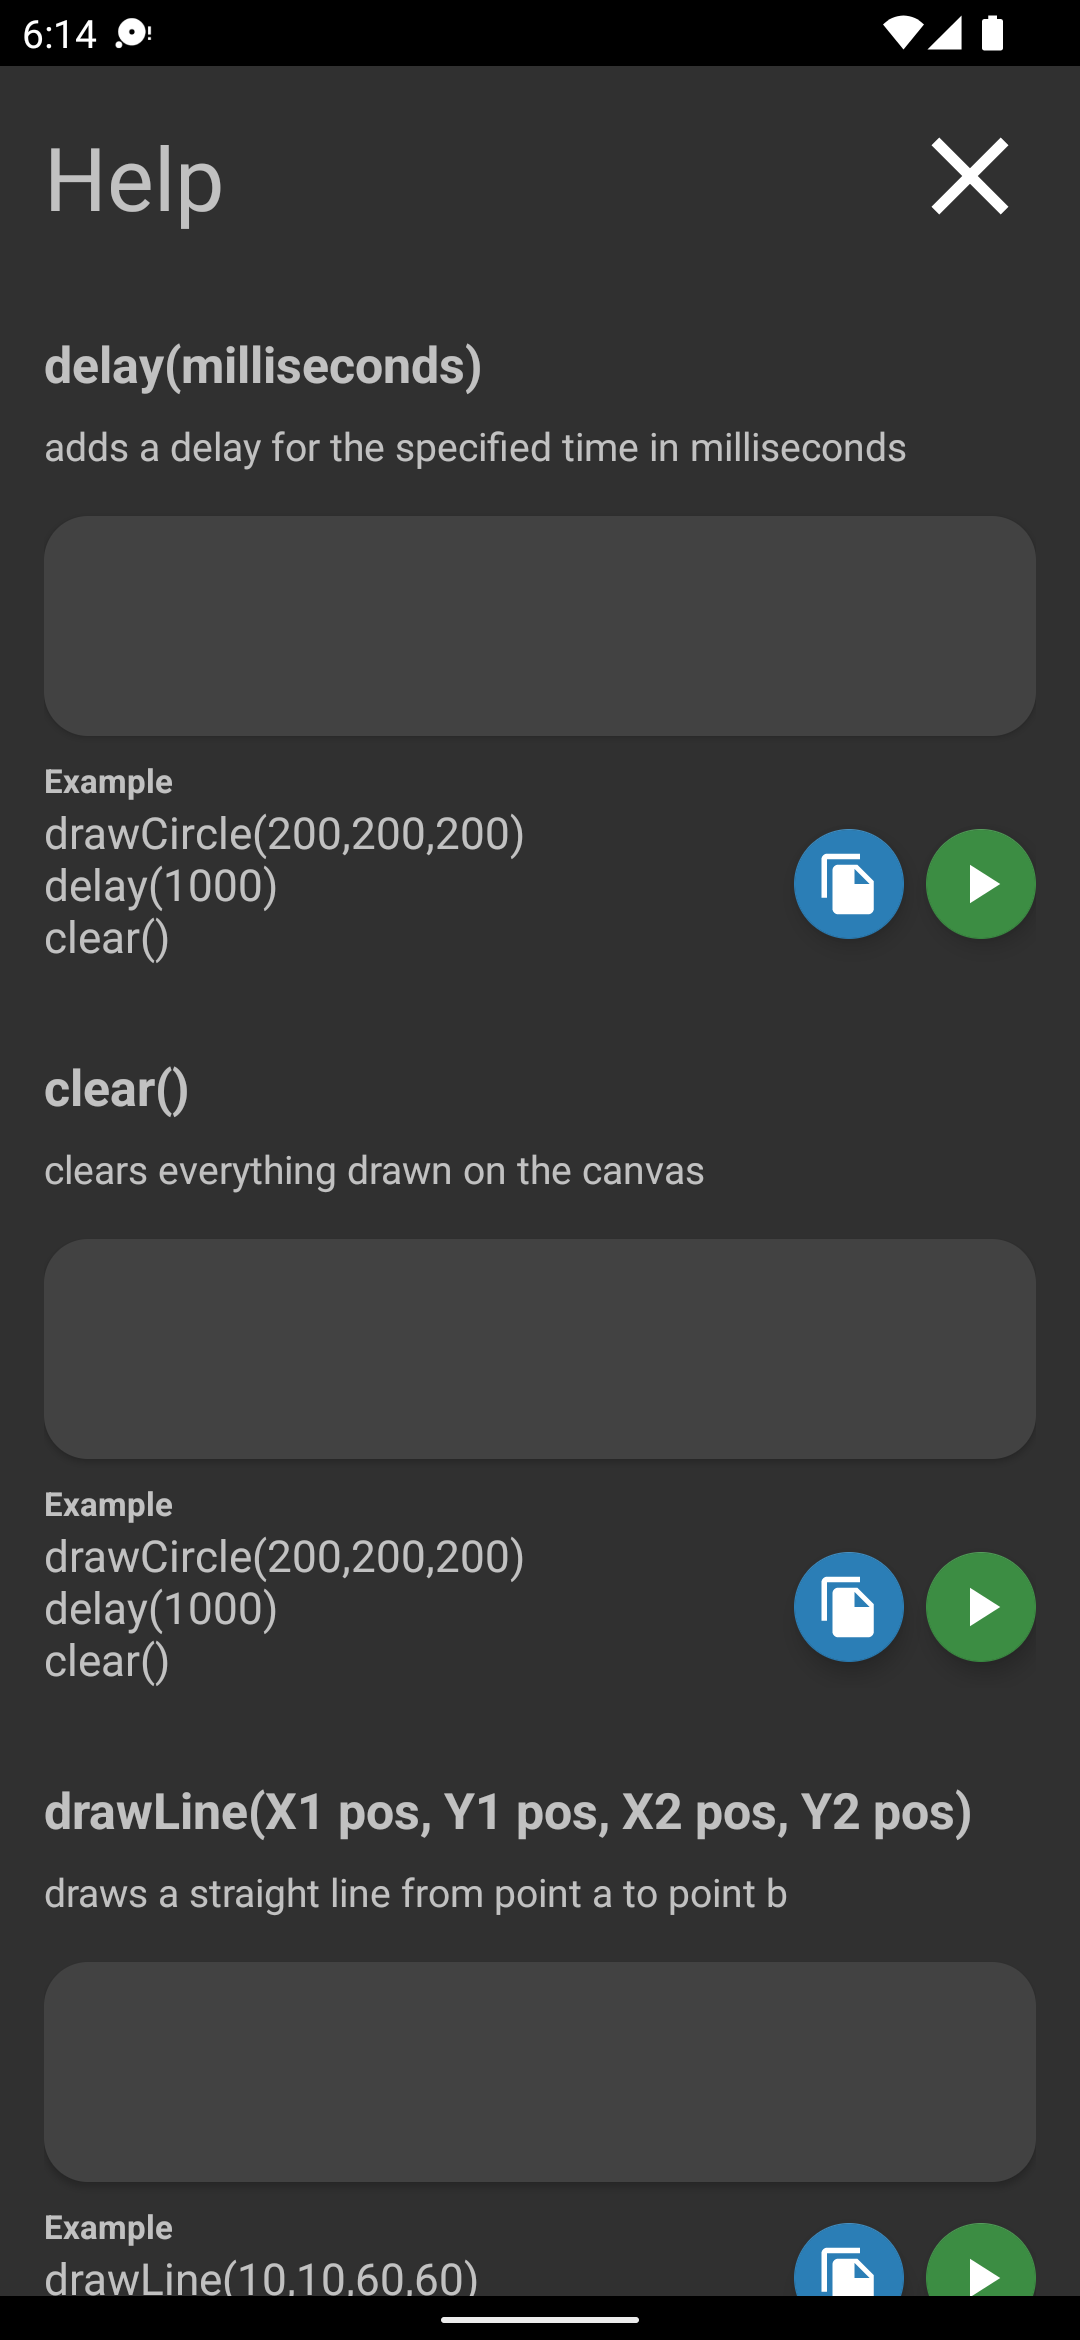 6:14
Help
delay(milliseconds)
adds a delay for the specified time in milliseconds
Example
drawCircle(200,200,200)
delay(1000)
clear()
clear()
clears everything drawn on the canvas
Example
drawCircle(200,200,200)
delay(1000)
clear()
drawLine(X1 pos, Y1 pos, X2 pos, Y2 pos)
draws a straight line from point a to point b
Example
drawLine(10,10,60,60)